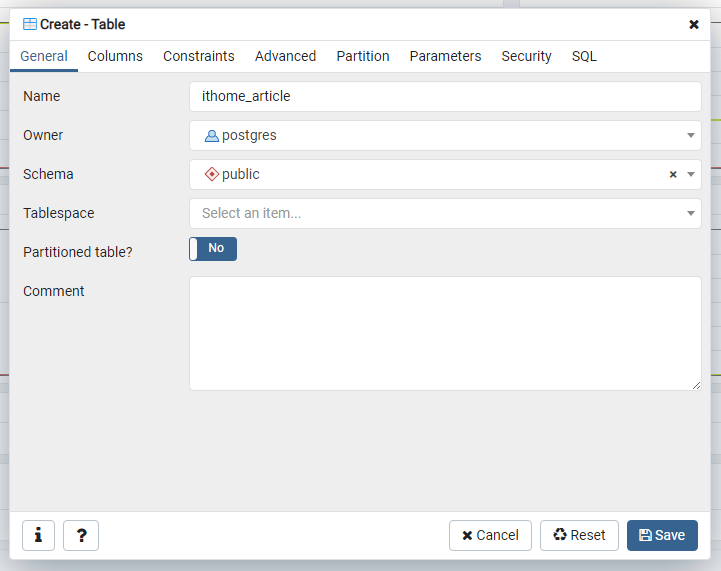 Create - Table
General Columns Constraints Advanced Partition Parameters Security SQL
Name ithome_article
Owner postgres
Schema public
Tablespace Select an item...
Partitioned table? No
Comment
i ? Cancel Reset Save